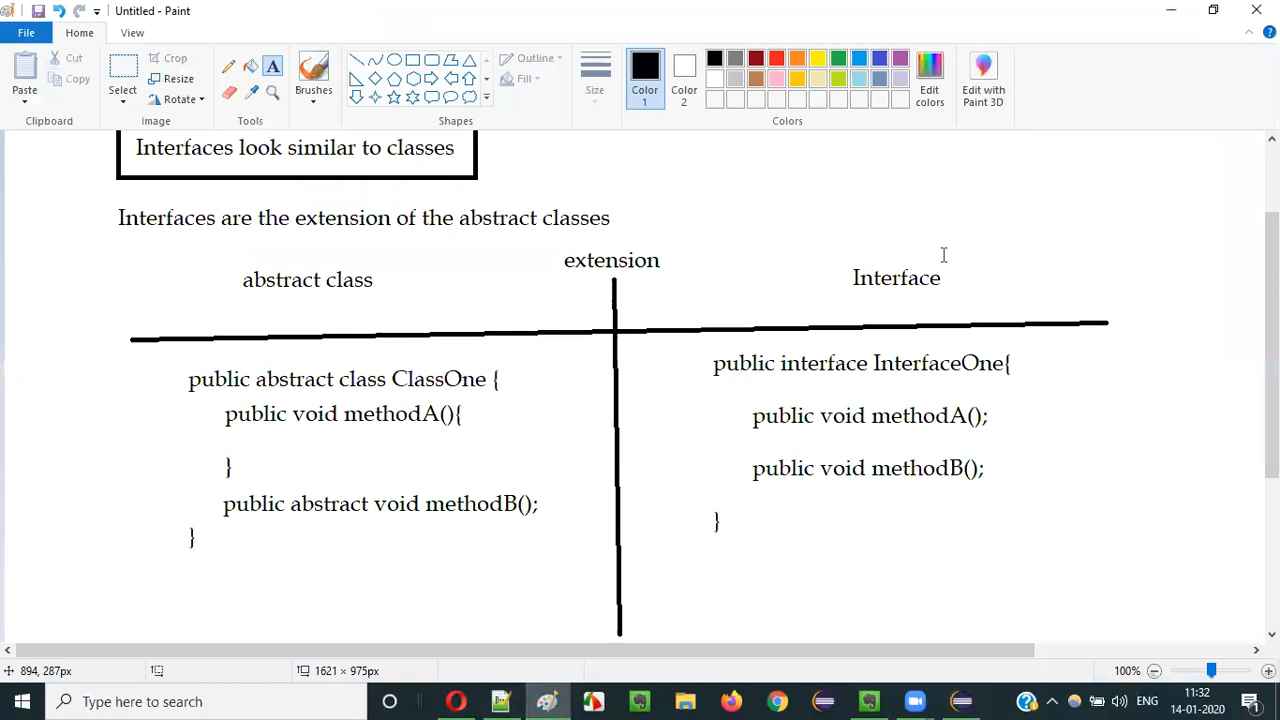 Untitled - Paint
File Home View
Paste
Cut
Copy
Clipboard
Select
Crop
Resize
Rotate
Image
Tools
Brushes
Outline
Fill
Shapes
Size
Color 1
Color 2
Edit colors
Colors
Edit with Paint 3D
Interfaces look similar to classes
Interfaces are the extension of the abstract classes
extension
abstract class
Interface
public abstract class ClassOne {
public void methodA(){
}
public abstract void methodB();
}
public interface InterfaceOne{
public void methodA();
public void methodB();
}
894, 287px
1621 × 975px
100%
Type here to search
ENG
11:32
14-01-2020